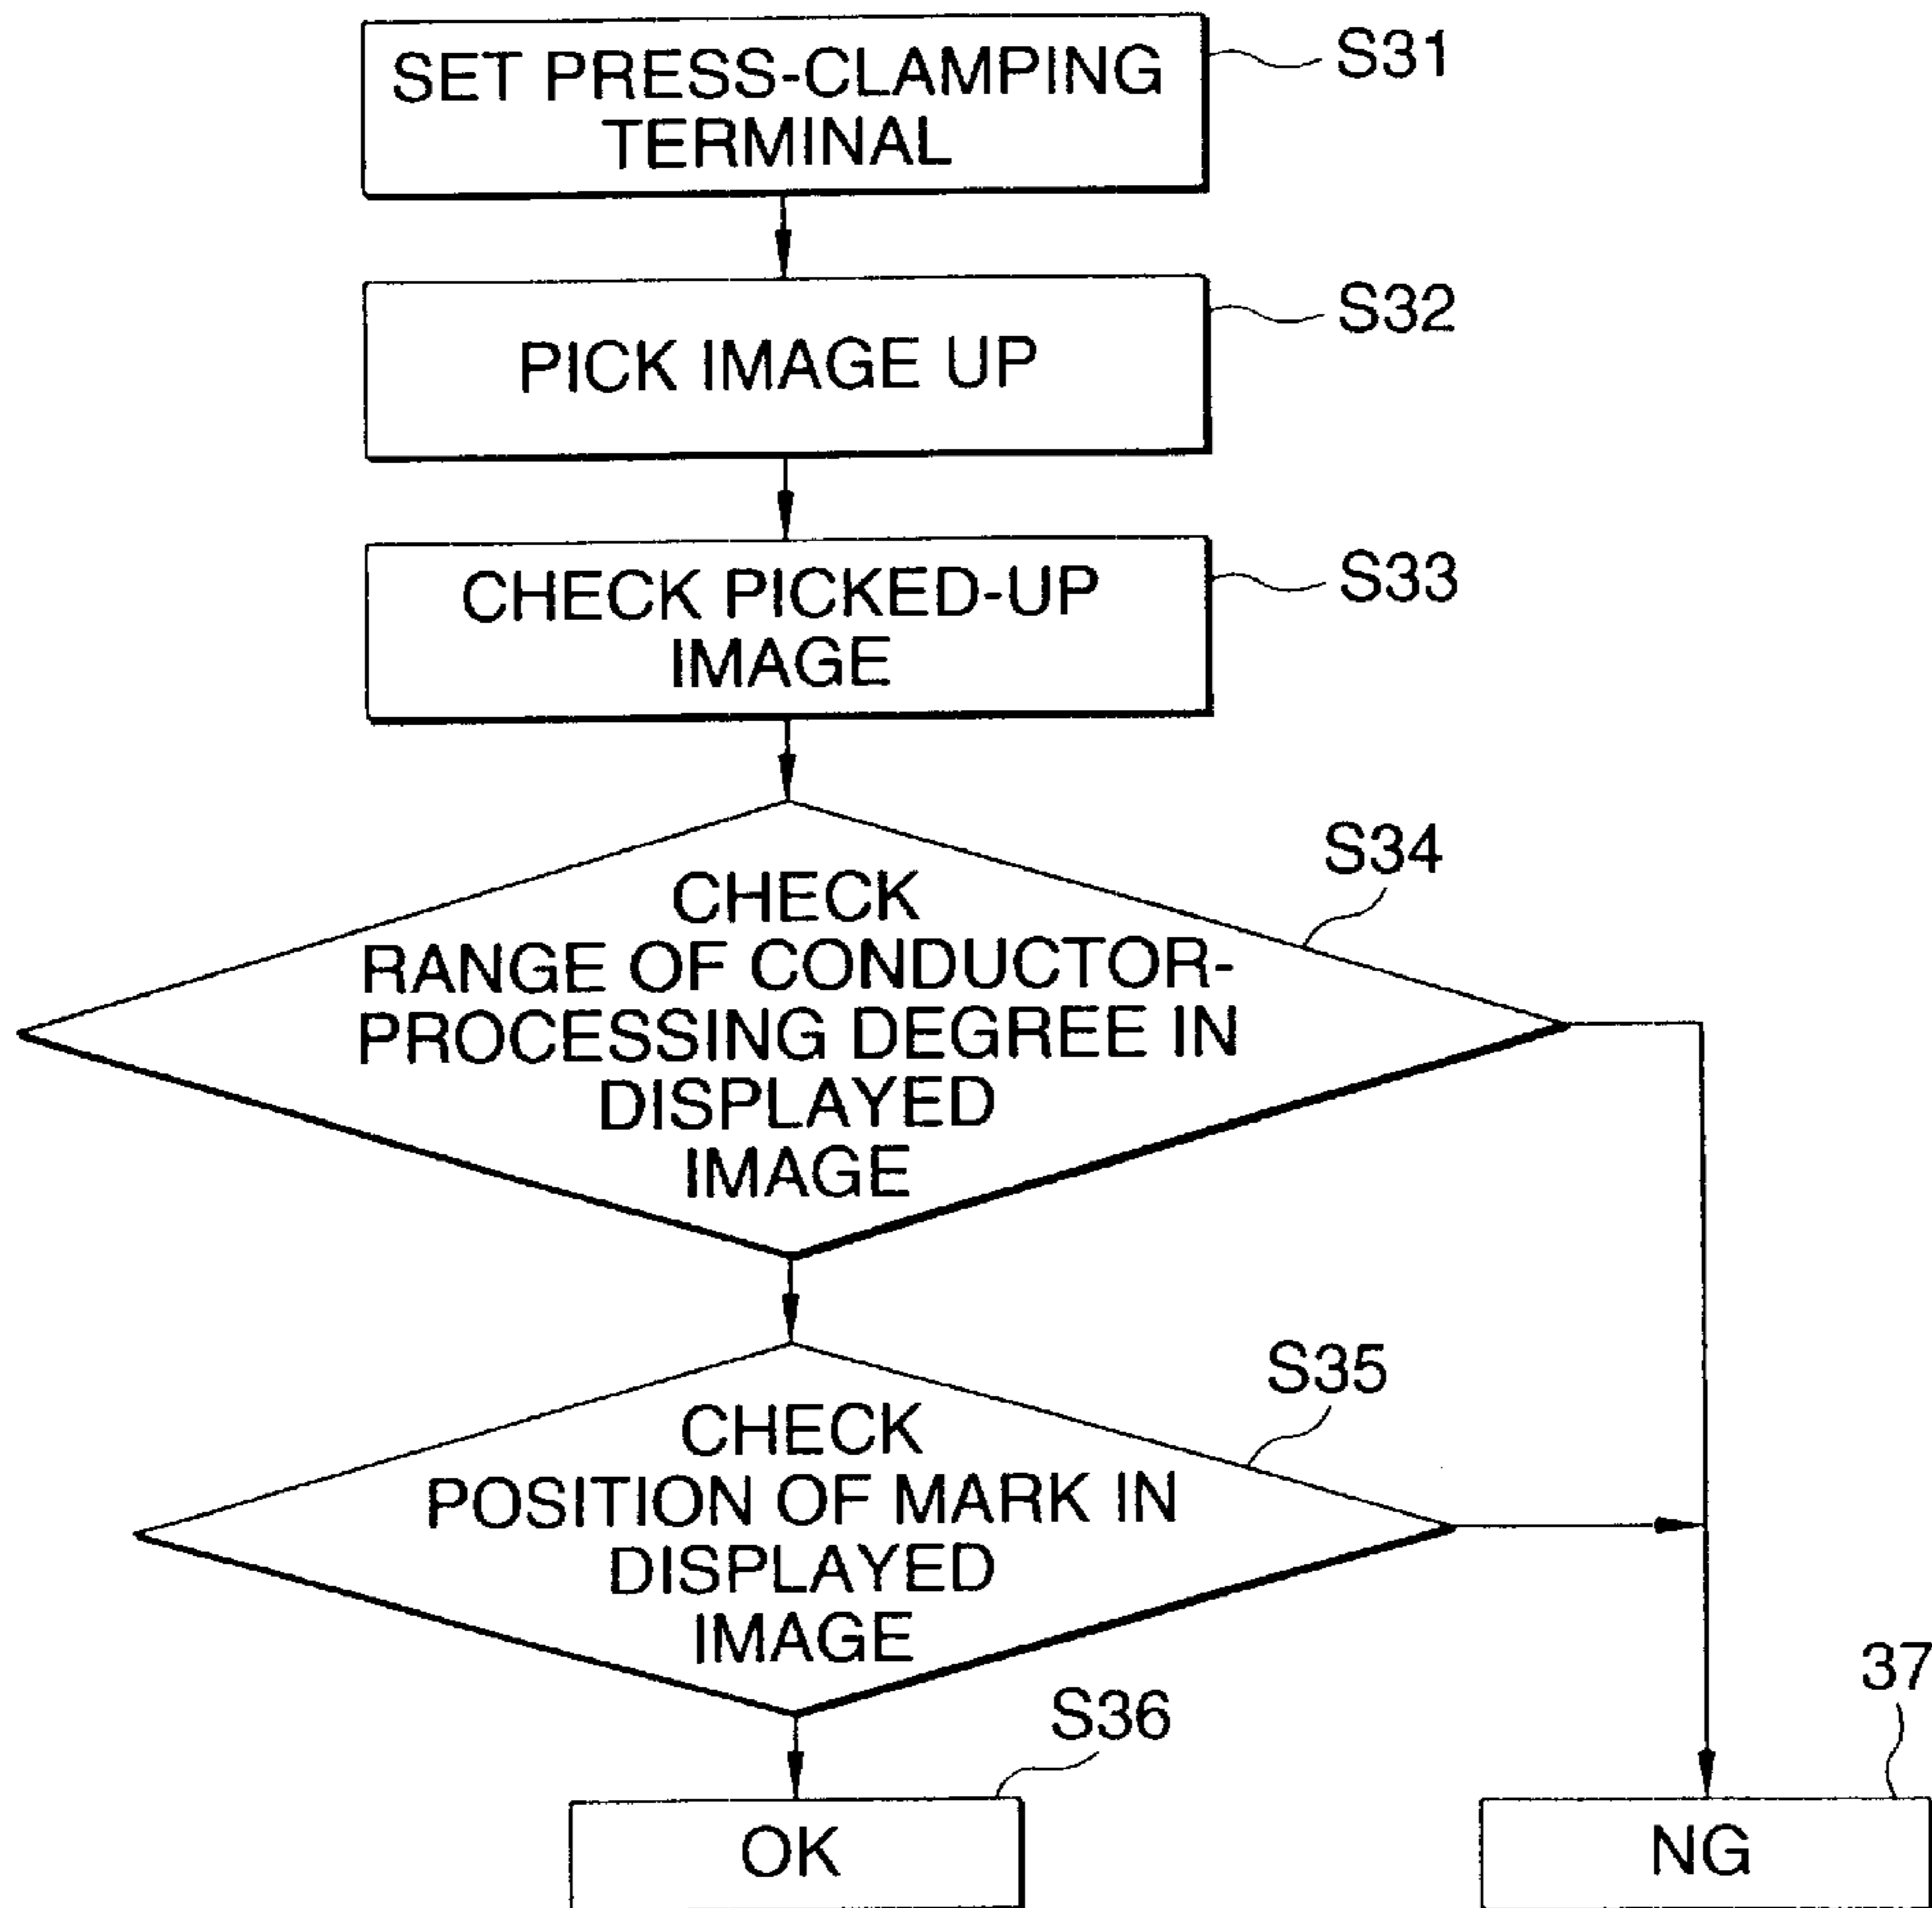 SET PRESS-CLAMPING
TERMINAL
S31
PICK IMAGE UP
S32
CHECK PICKED-UP
IMAGE
S33
CHECK
RANGE OF CONDUCTOR-
PROCESSING DEGREE IN
DISPLAYED
IMAGE
S34
CHECK
POSITION OF MARK IN
DISPLAYED
IMAGE
S35
OK
S36
NG
37